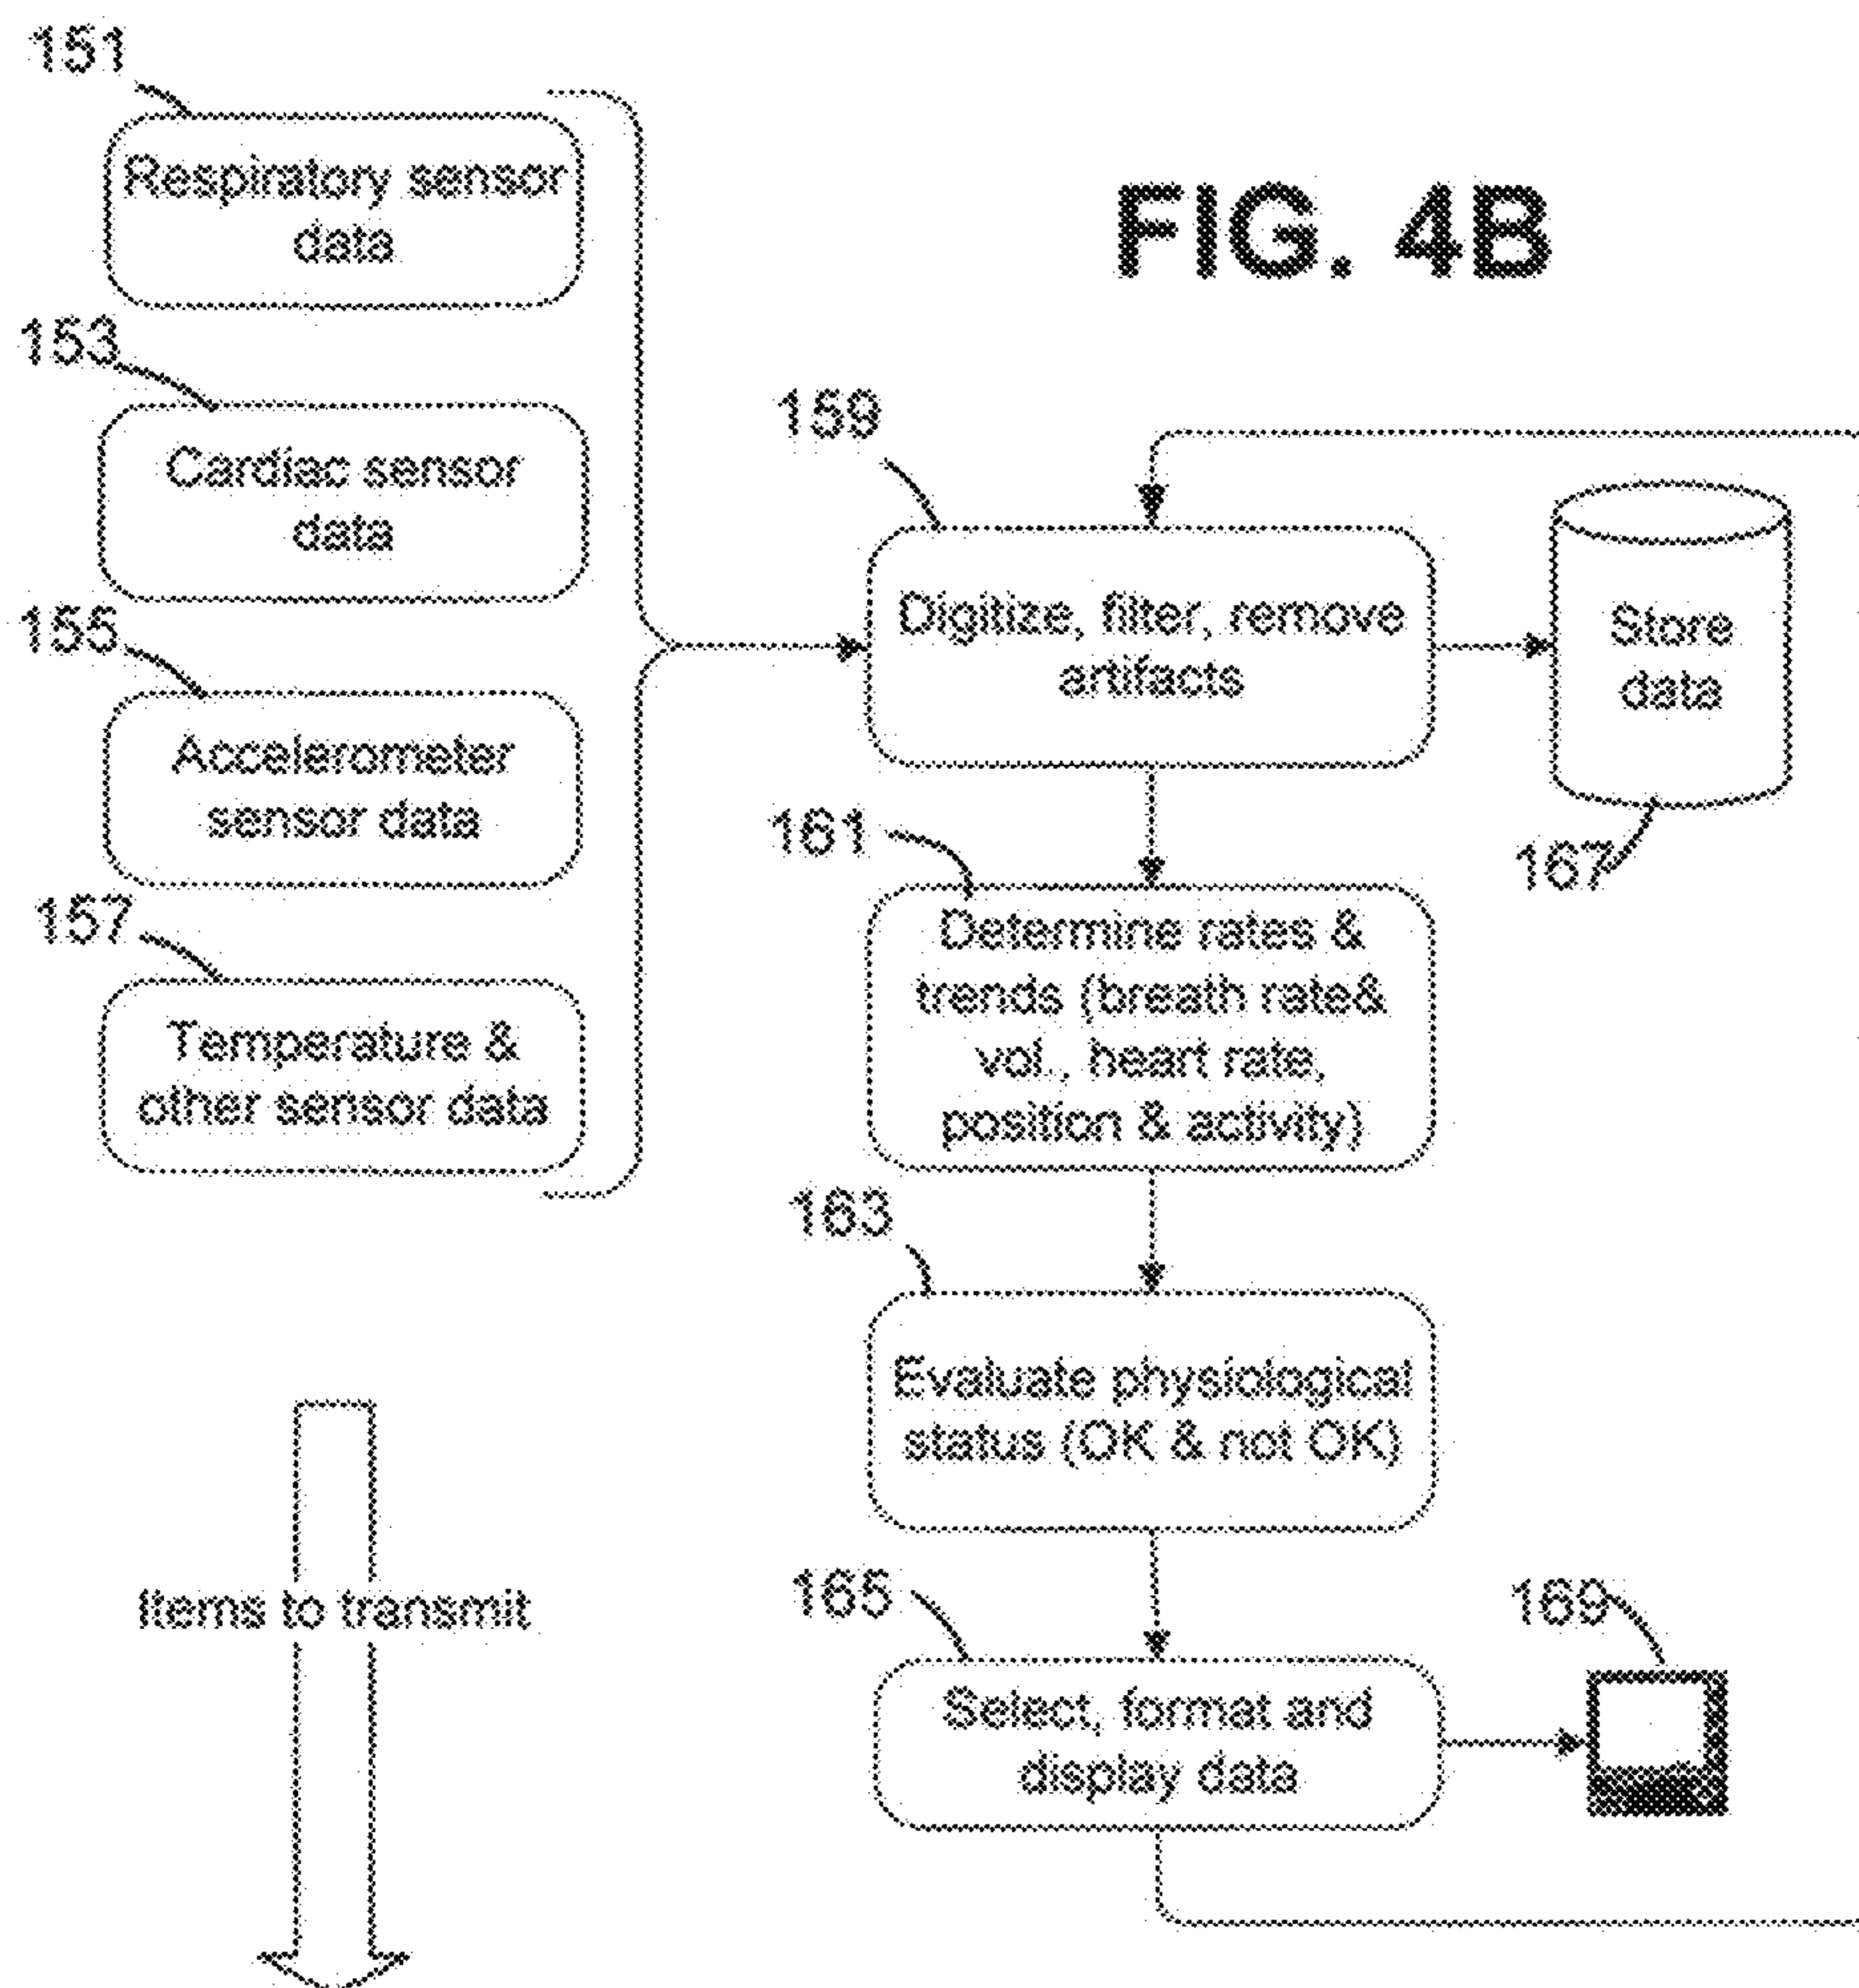 151
Respiratory sensor
data
FIG. 4B
153
Cardiac sensor
data
155
Accelerometer
sensor data
157
Temperature &
other sensor data
159
Digitize, filter, remove
artifacts
Store
data
167
161
Determine rates &
trends (breath rate&
vol., heart rate,
position & activity)
163
Evaluate physiological
status (OK & not OK)
Items to transmit
165
Select, format and
display data
169